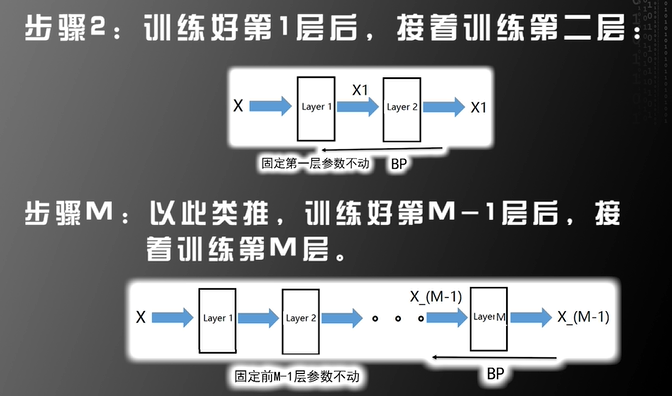 步骤2：训练好第1层后，接着训练第二层：
X Layer 1 X1 Layer 2 X1
固定第一层参数不动 BP
步骤M：以此类推，训练好第M-1层后，接
着训练第M层。
X Layer 1 Layer 2 X_(M-1) Layer M X_(M-1)
固定前M-1层参数不动 BP